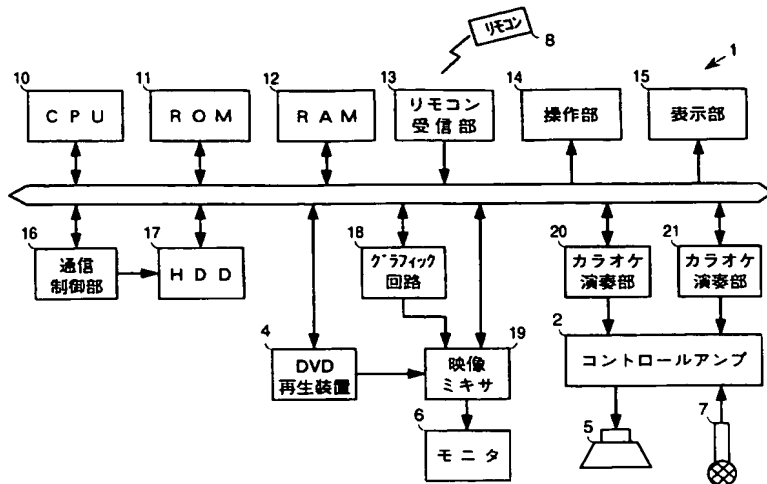 リモコン
8
1
10
CPU
11
ROM
12
RAM
13
リモコン
受信部
14
操作部
15
表示部
16
通信
制御部
17
HDD
18
グラフィック
回路
20
カラオケ
演奏部
21
カラオケ
演奏部
4
DVD
再生装置
19
映像
ミキサ
2
コントロールアンプ
6
モニタ
5
7